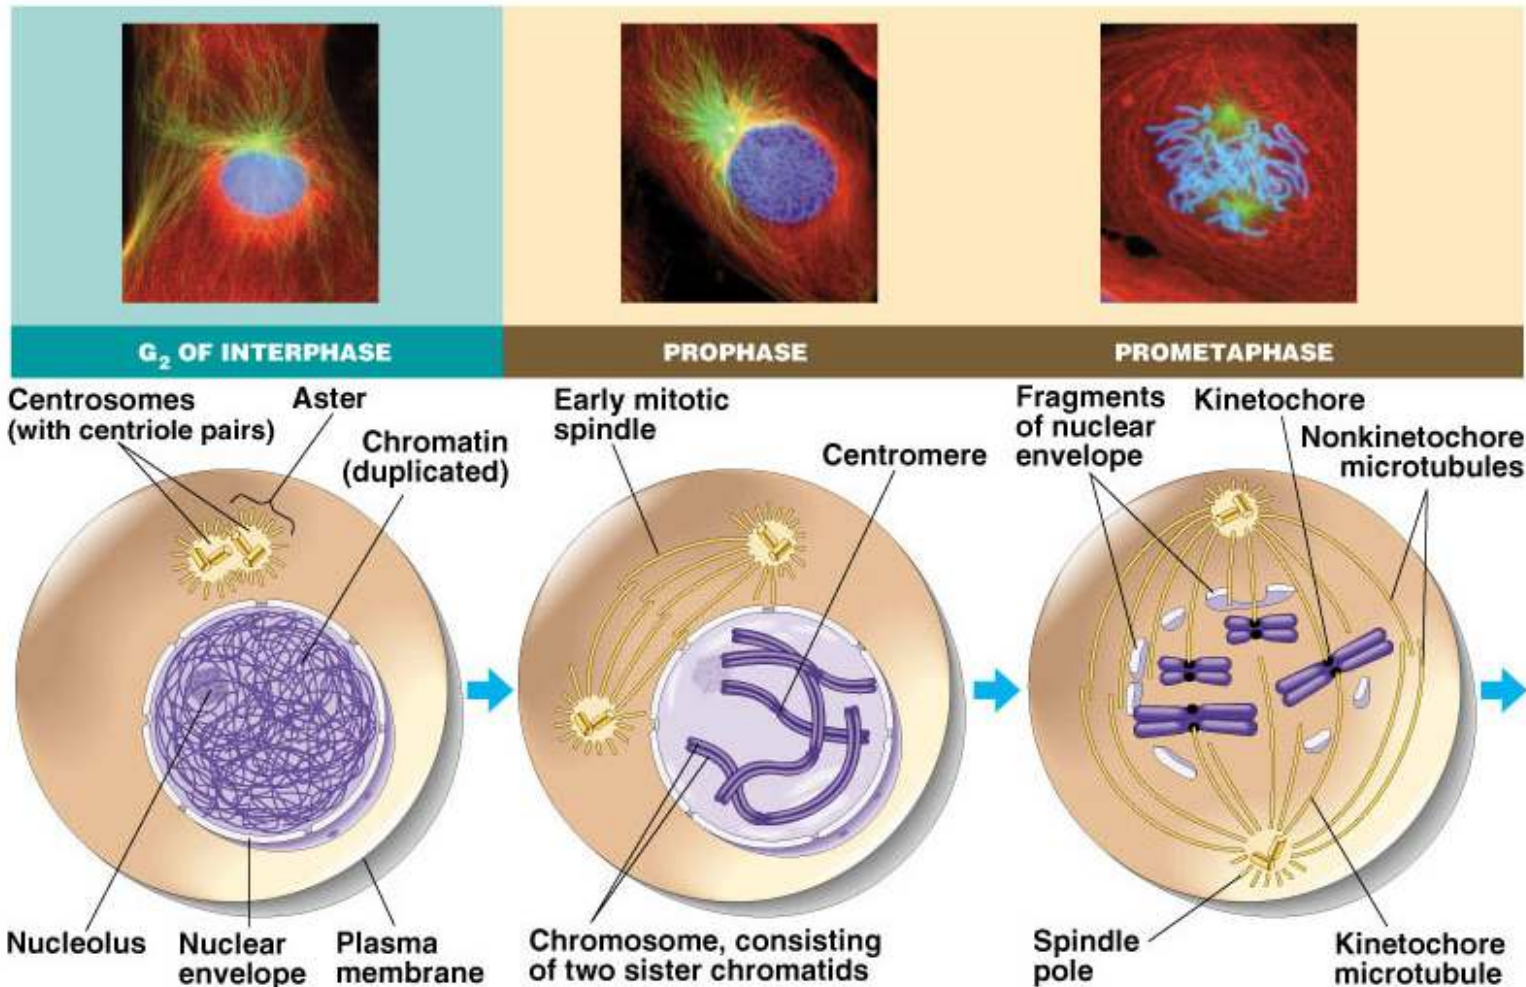 G₂ OF INTERPHASE
PROPHASE
PROMETAPHASE
Centrosomes
(with centriole pairs)
Aster
Chromatin
(duplicated)
Nucleolus
Nuclear
envelope
Plasma
membrane
Early mitotic
spindle
Centromere
Chromosome, consisting
of two sister chromatids
Fragments
of nuclear
envelope
Kinetochore
Nonkinetochore
microtubules
Spindle
pole
Kinetochore
microtubule